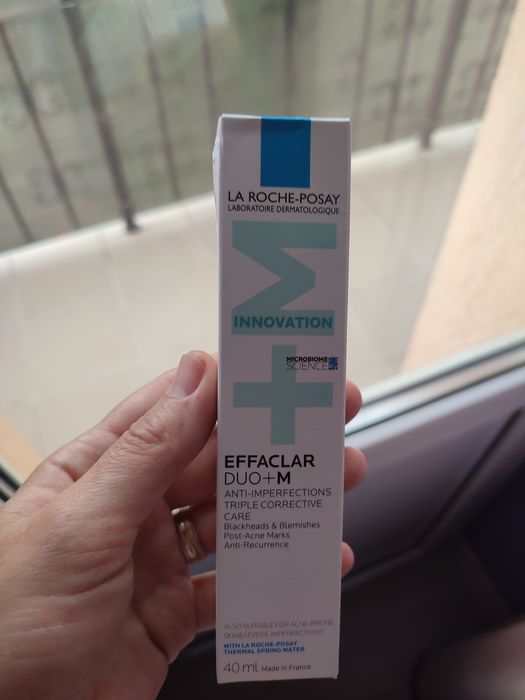 LA ROCHE-POSAY
LABORATOIRE DERMATOLOGIQUE
+M
INNOVATION
MICROBIOME
SCIENCE
EFFACLAR
DUO+M
ANTI-IMPERFECTIONS
TRIPLE CORRECTIVE
CARE
Blackheads & Blemishes
Post-Acne Marks
Anti-Recurrence
ALSO SUITABLE FOR ACNE-PRONE
SKIN&SEVERE IMPERFECTIONS
WITH LA ROCHE-POSAY
THERMAL SPRING WATER
40 ml Made in France